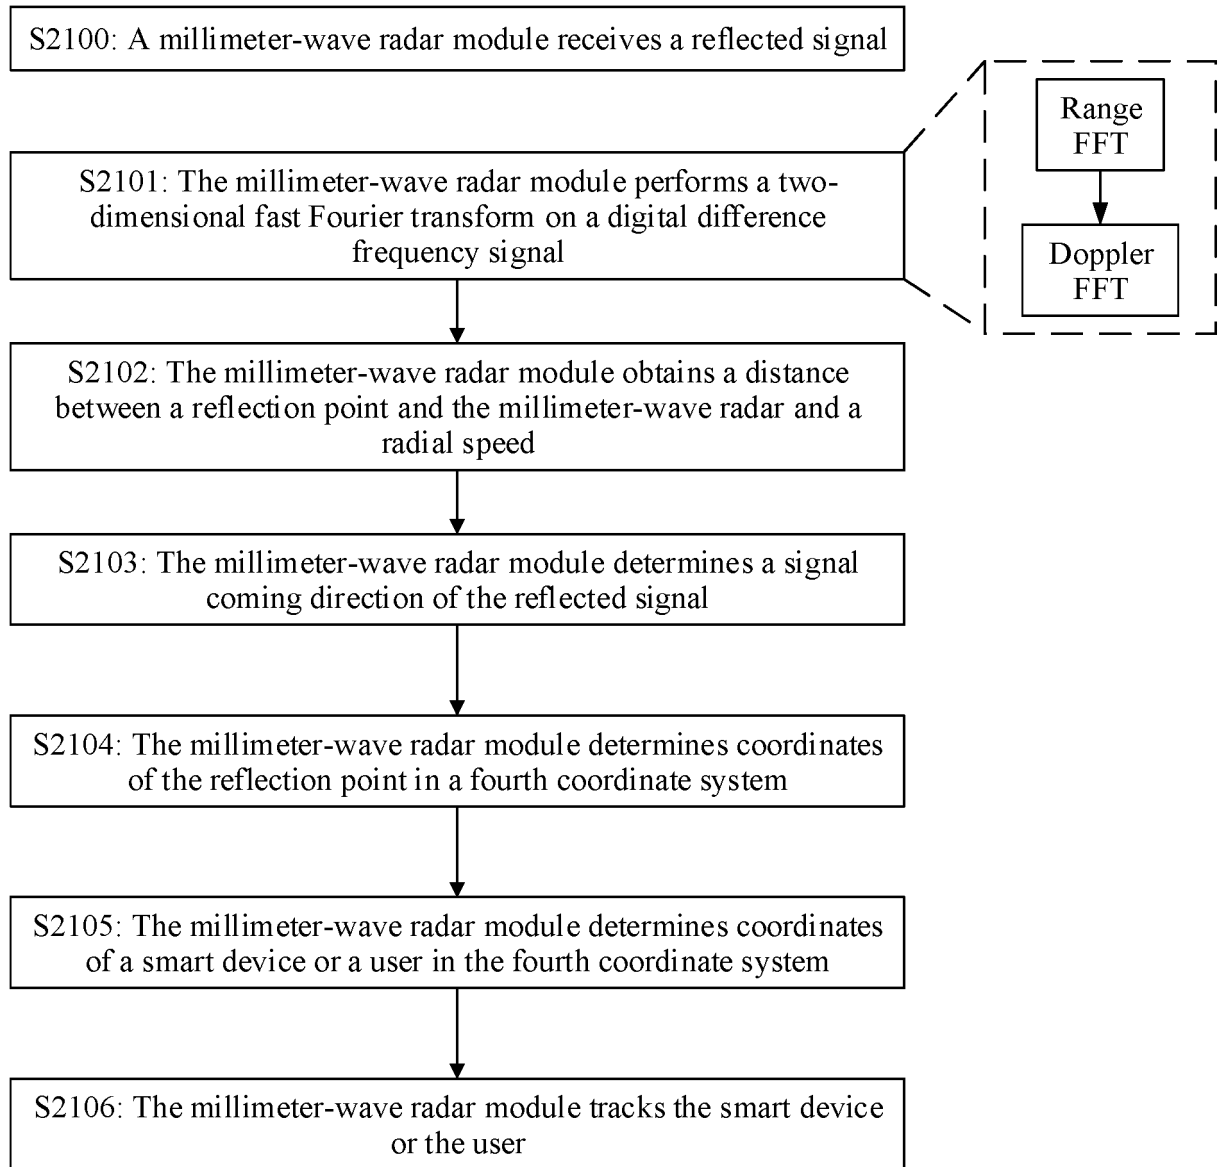 S2100: A millimeter-wave radar module receives a reflected signal
Range
FFT
S2101: The millimeter-wave radar module performs a two-
dimensional fast Fourier transform on a digital difference
frequency signal
Doppler
FFT
S2102: The millimeter-wave radar module obtains a distance
between a reflection point and the millimeter-wave radar and a
radial speed
S2103: The millimeter-wave radar module determines a signal
coming direction of the reflected signal
S2104: The millimeter-wave radar module determines coordinates
of the reflection point in a fourth coordinate system
S2105: The millimeter-wave radar module determines coordinates
of a smart device or a user in the fourth coordinate system
S2106: The millimeter-wave radar module tracks the smart device
or the user